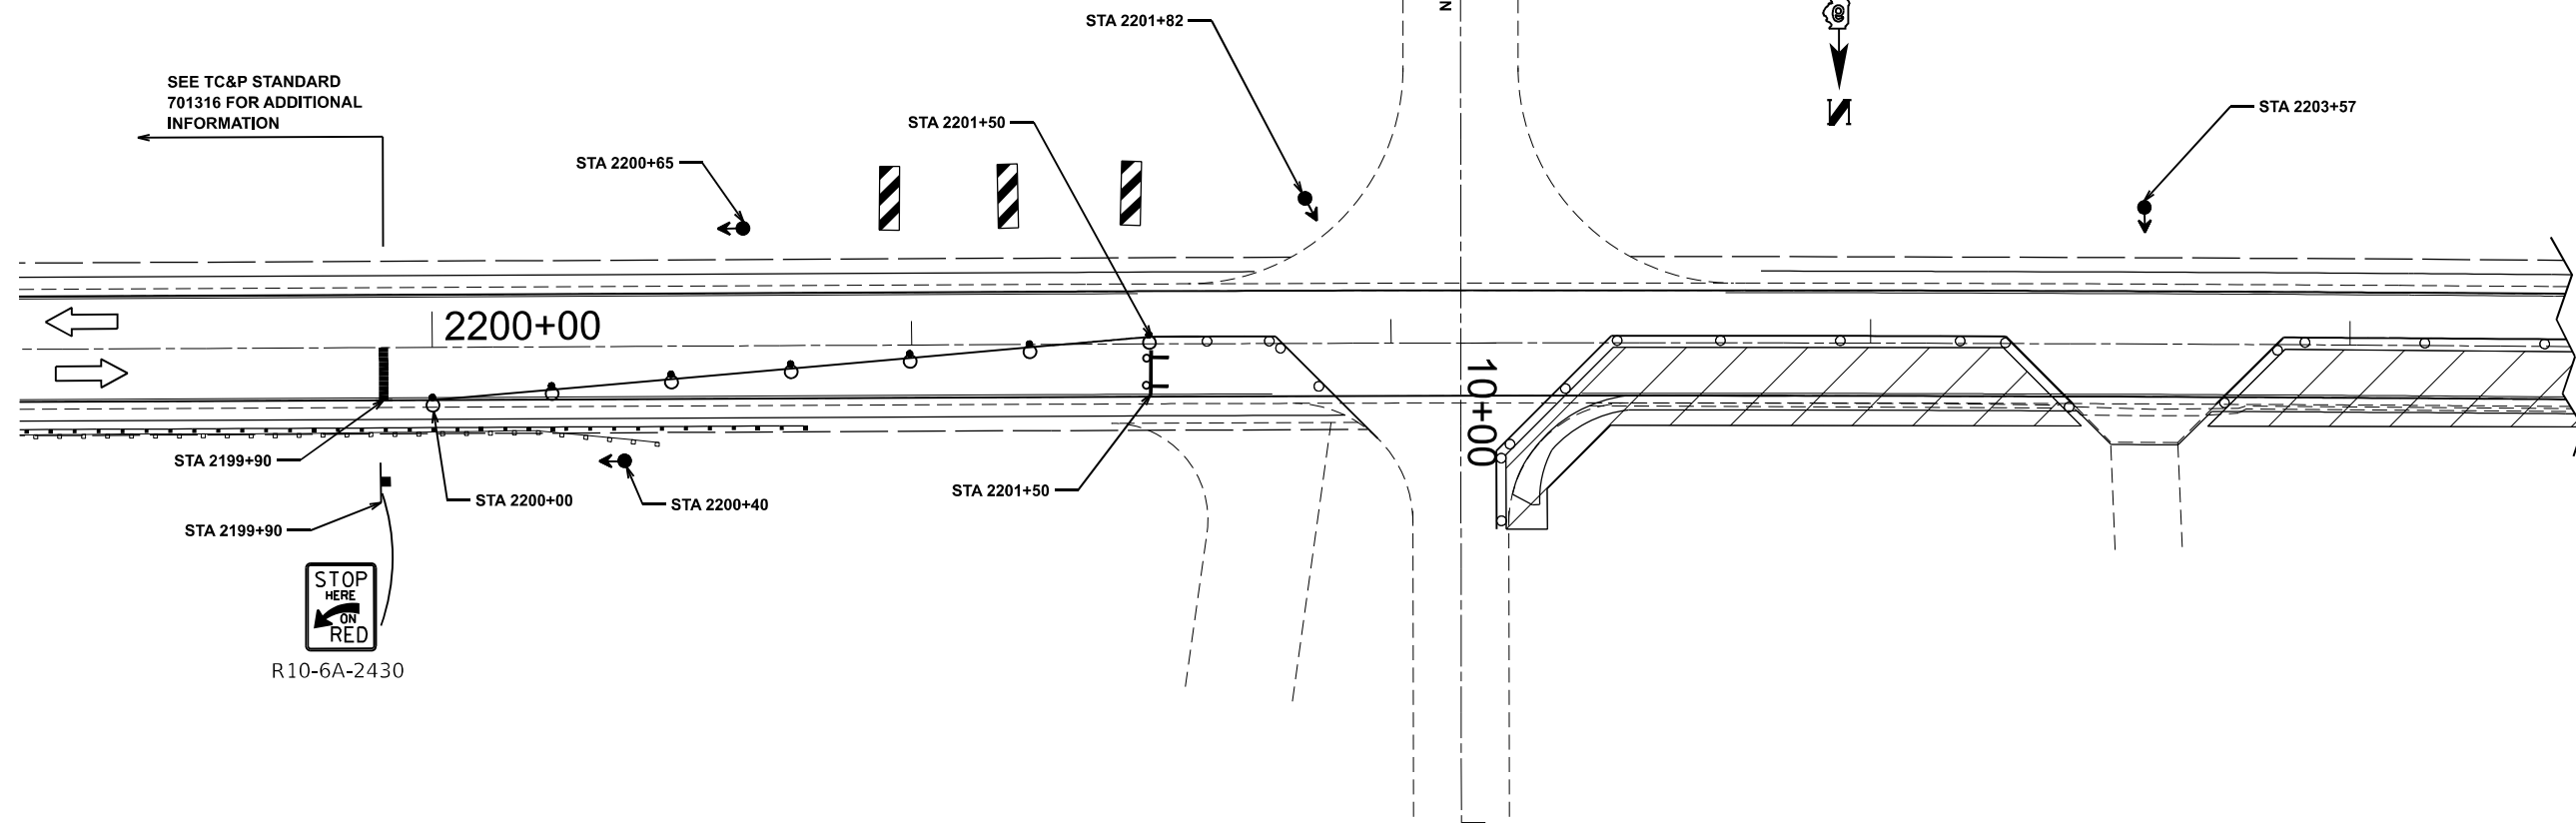 STA 2201+82
N
SEE TC&P STANDARD
701316 FOR ADDITIONAL
INFORMATION
STA 2201+50
STA 2203+57
N
STA 2200+65
2200+00
10+00
STA 2199+90
STA 2200+00
STA 2200+40
STA 2201+50
STA 2199+90
STOP
HERE
ON
RED
R10-6A-2430